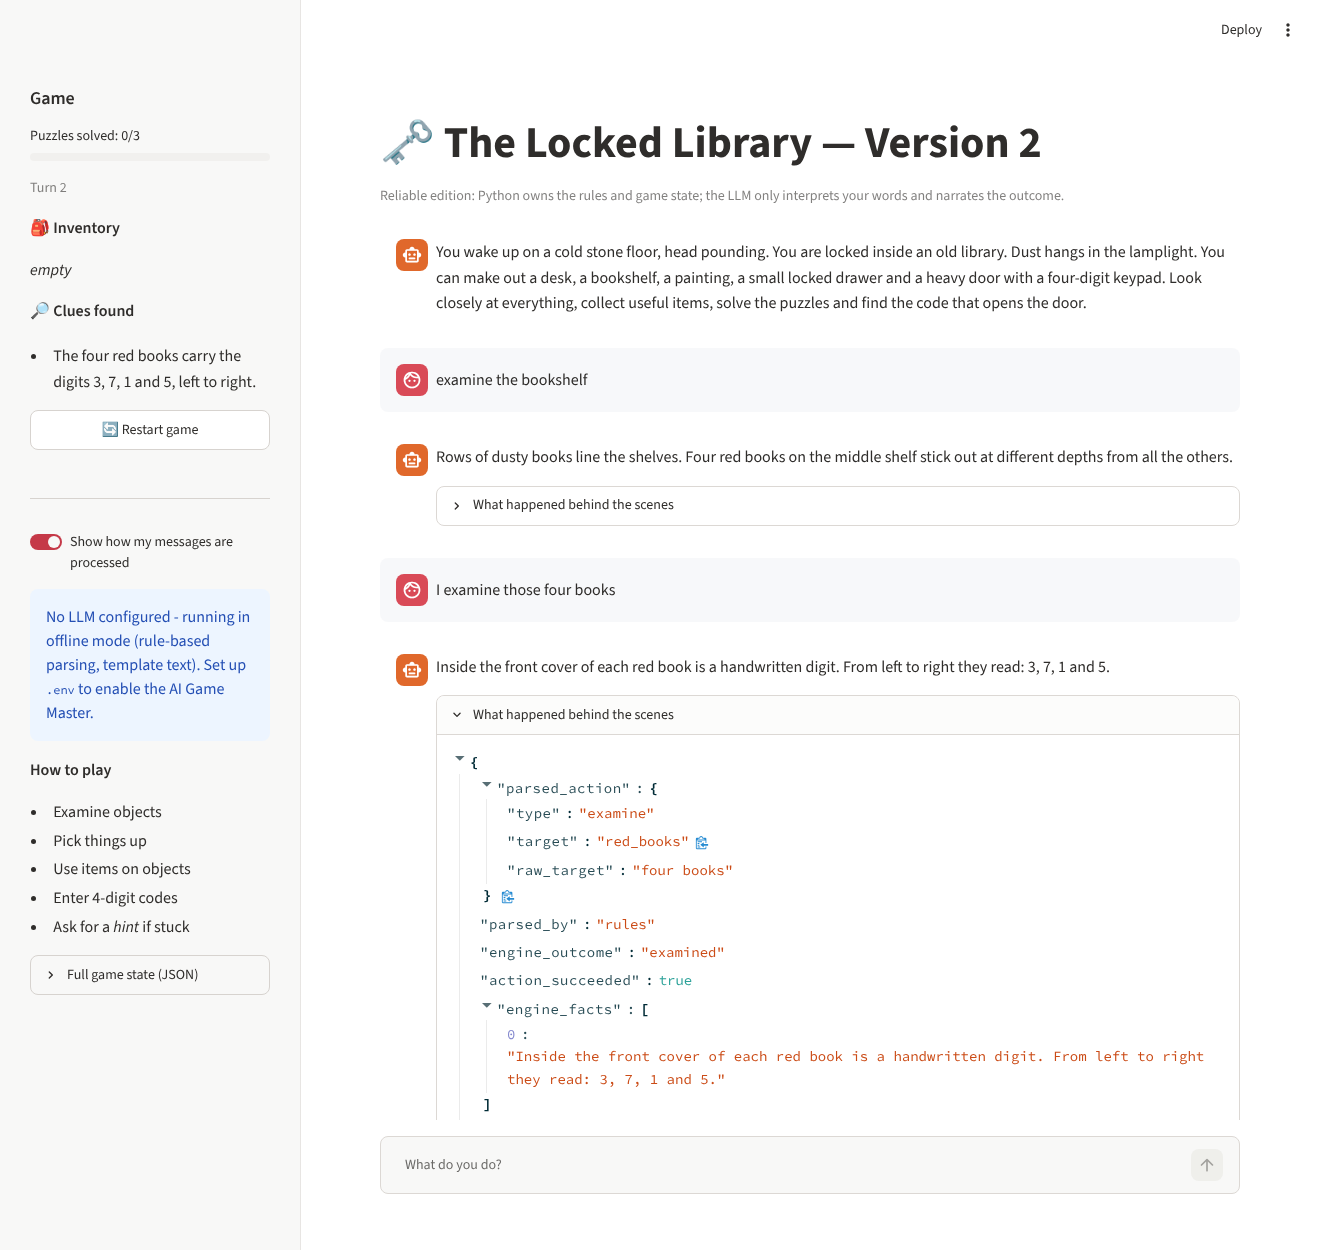 Deploy
Game
Puzzles solved: 0/3
Turn 2
🎒 Inventory
empty
🔎 Clues found
The four red books carry the
digits 3, 7, 1 and 5, left to right.
🔄 Restart game
Show how my messages are
processed
No LLM configured - running in
offline mode (rule-based
parsing, template text). Set up
.env to enable the AI Game
Master.
How to play
Examine objects
Pick things up
Use items on objects
Enter 4-digit codes
Ask for a hint if stuck
Full game state (JSON)
🗝️ The Locked Library — Version 2
Reliable edition: Python owns the rules and game state; the LLM only interprets your words and narrates the outcome.
You wake up on a cold stone floor, head pounding. You are locked inside an old library. Dust hangs in the lamplight. You
can make out a desk, a bookshelf, a painting, a small locked drawer and a heavy door with a four-digit keypad. Look
closely at everything, collect useful items, solve the puzzles and find the code that opens the door.
examine the bookshelf
Rows of dusty books line the shelves. Four red books on the middle shelf stick out at different depths from all the others.
What happened behind the scenes
I examine those four books
Inside the front cover of each red book is a handwritten digit. From left to right they read: 3, 7, 1 and 5.
What happened behind the scenes
{
"parsed_action" : {
"type" : "examine"
"target" : "red_books"
"raw_target" : "four books"
}
"parsed_by" : "rules"
"engine_outcome" : "examined"
"action_succeeded" : true
"engine_facts" : [
0 :
"Inside the front cover of each red book is a handwritten digit. From left to right
they read: 3, 7, 1 and 5."
]
What do you do?